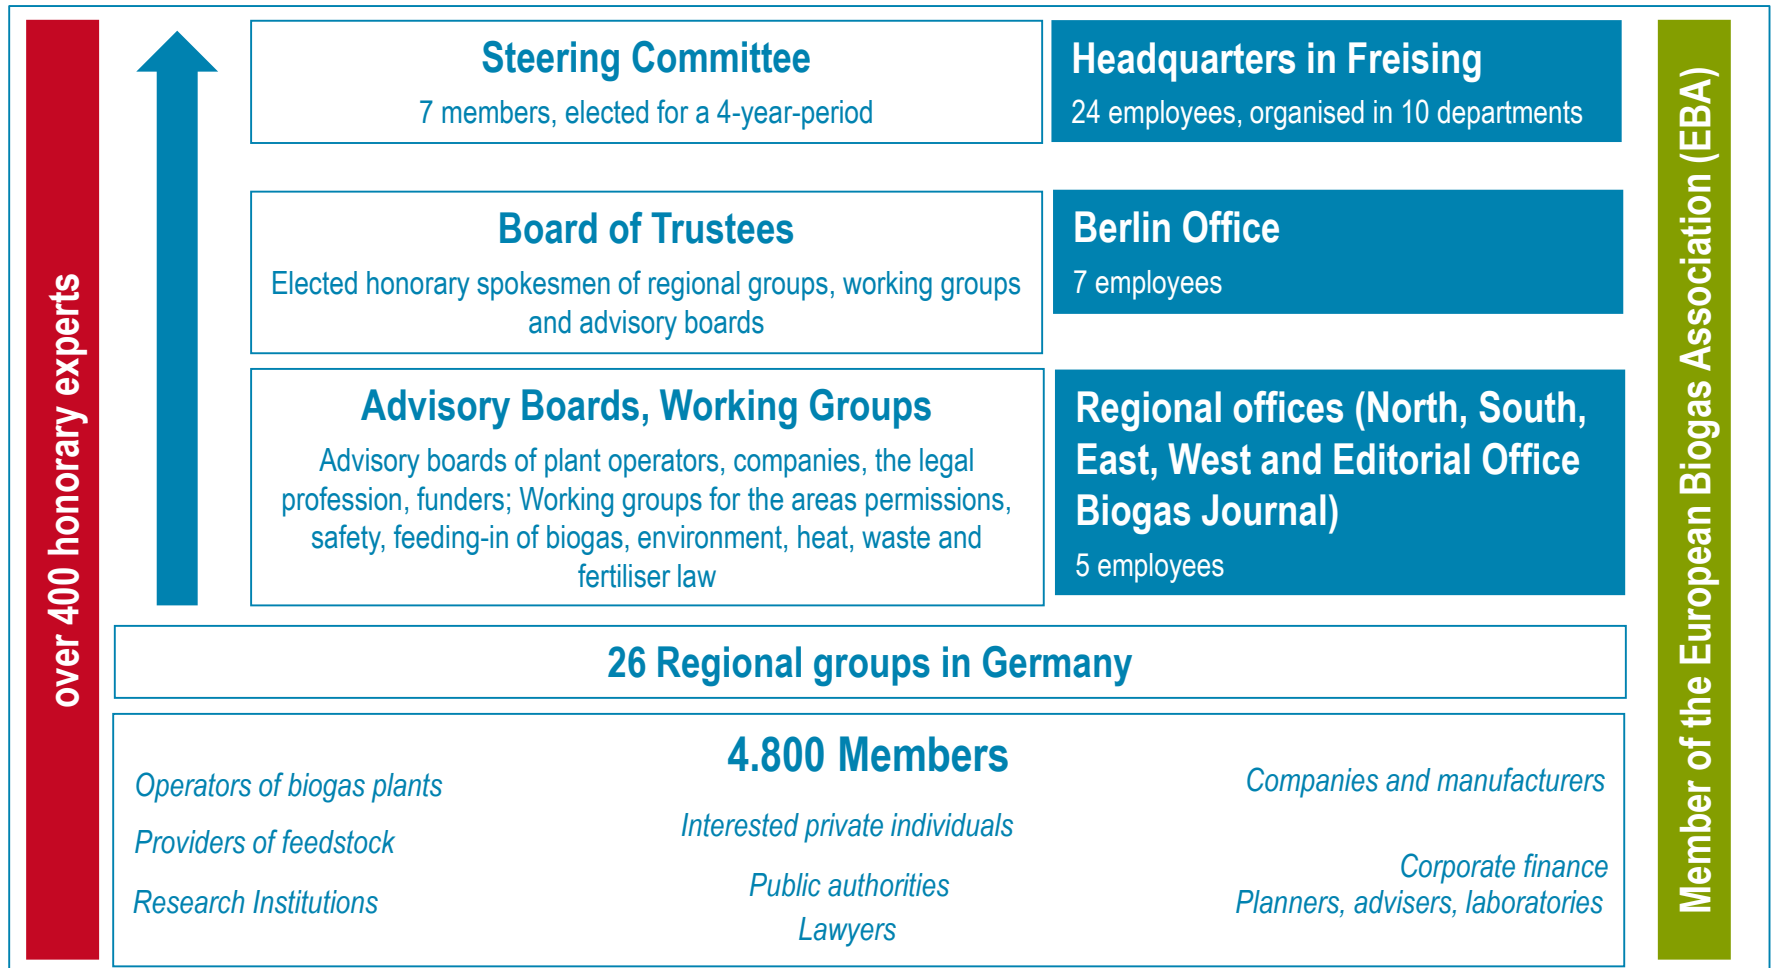 over 400 honorary experts
Steering Committee
7 members, elected for a 4-year-period
Headquarters in Freising
24 employees, organised in 10 departments
Board of Trustees
Elected honorary spokesmen of regional groups, working groups
and advisory boards
Berlin Office
7 employees
Advisory Boards, Working Groups
Advisory boards of plant operators, companies, the legal
profession, funders; Working groups for the areas permissions,
safety, feeding-in of biogas, environment, heat, waste and
fertiliser law
Regional offices (North, South,
East, West and Editorial Office
Biogas Journal)
5 employees
26 Regional groups in Germany
4.800 Members
Operators of biogas plants
Providers of feedstock
Research Institutions
Interested private individuals
Public authorities
Lawyers
Companies and manufacturers
Corporate finance
Planners, advisers, laboratories
Member of the European Biogas Association (EBA)